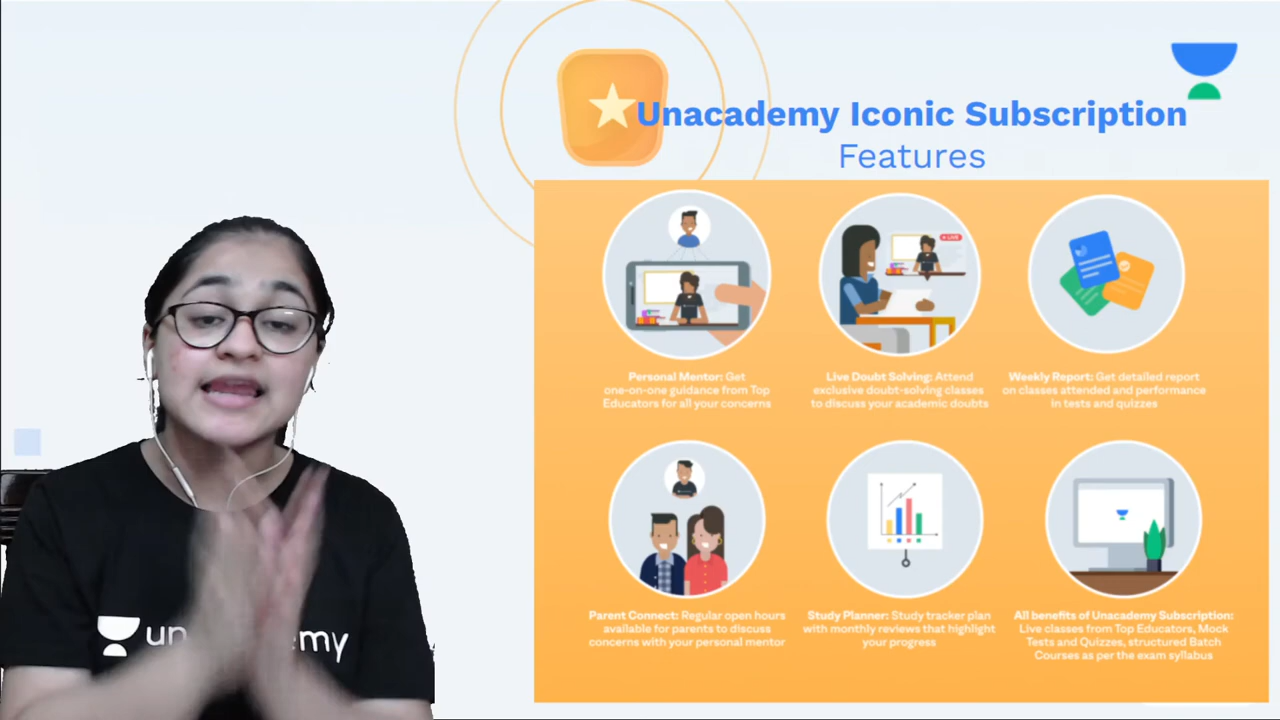 Unacademy Iconic Subscription
Features
LIVE
Personal Mentor: Get
one-on-one guidance from Top
Educators for all your concerns
Live Doubt Solving: Attend
exclusive doubt-solving classes
to discuss your academic doubts
Weekly Report: Get detailed report
on classes attended and performance
in tests and quizzes
Parent Connect: Regular open hours
available for parents to discuss
concerns with your personal mentor
Study Planner: Study tracker plan
with monthly reviews that highlight
your progress
All benefits of Unacademy Subscription:
Live classes from Top Educators, Mock
Tests and Quizzes, structured Batch
Courses as per the exam syllabus